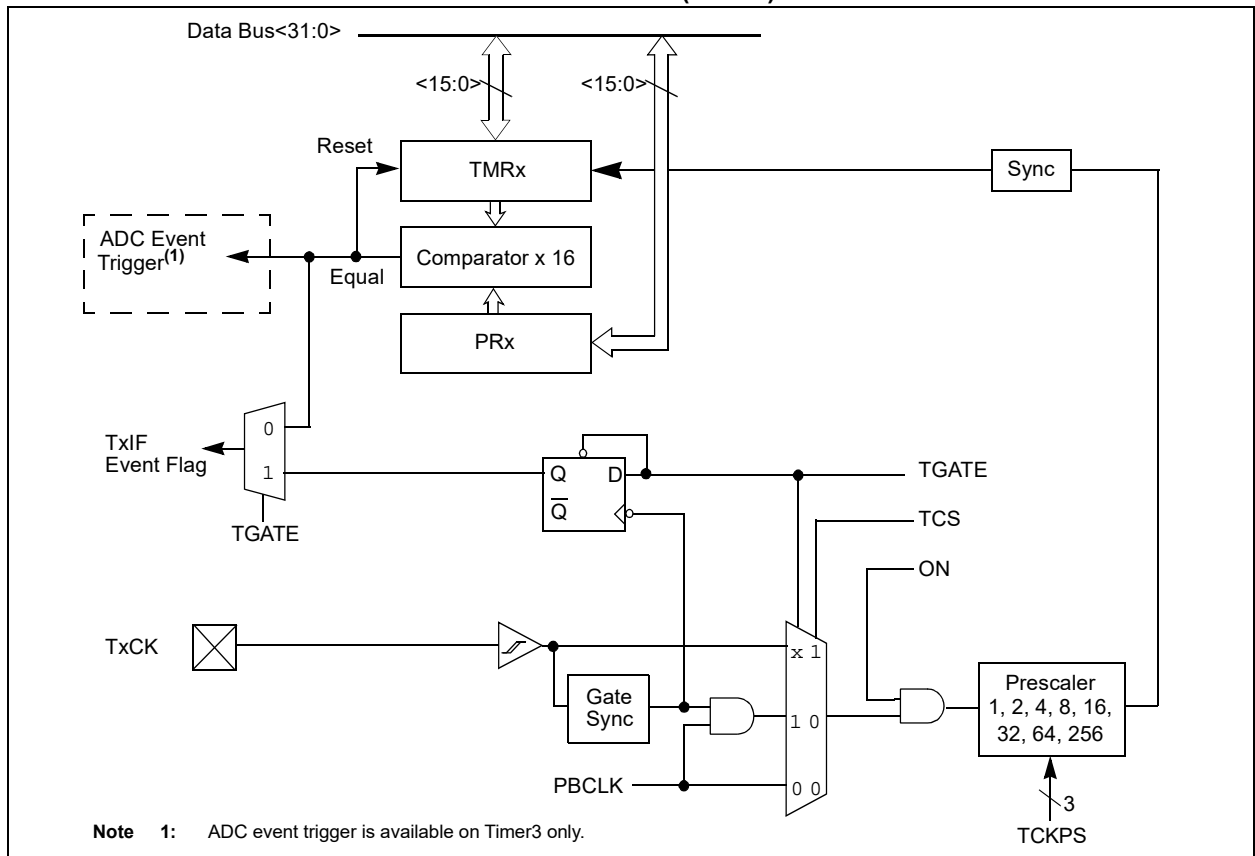 Data Bus<31:0>
<15:0>
<15:0>
Reset
TMRx
Sync
ADC Event
Trigger(1)
Equal
Comparator x 16
PRx
0
1
TxIF
Event Flag
TGATE
Q
D
Q
TGATE
TCS
ON
TxCK
x 1
Gate
Sync
1 0
Prescaler
1, 2, 4, 8, 16,
32, 64, 256
PBCLK
0 0
3
TCKPS
Note 1: ADC event trigger is available on Timer3 only.